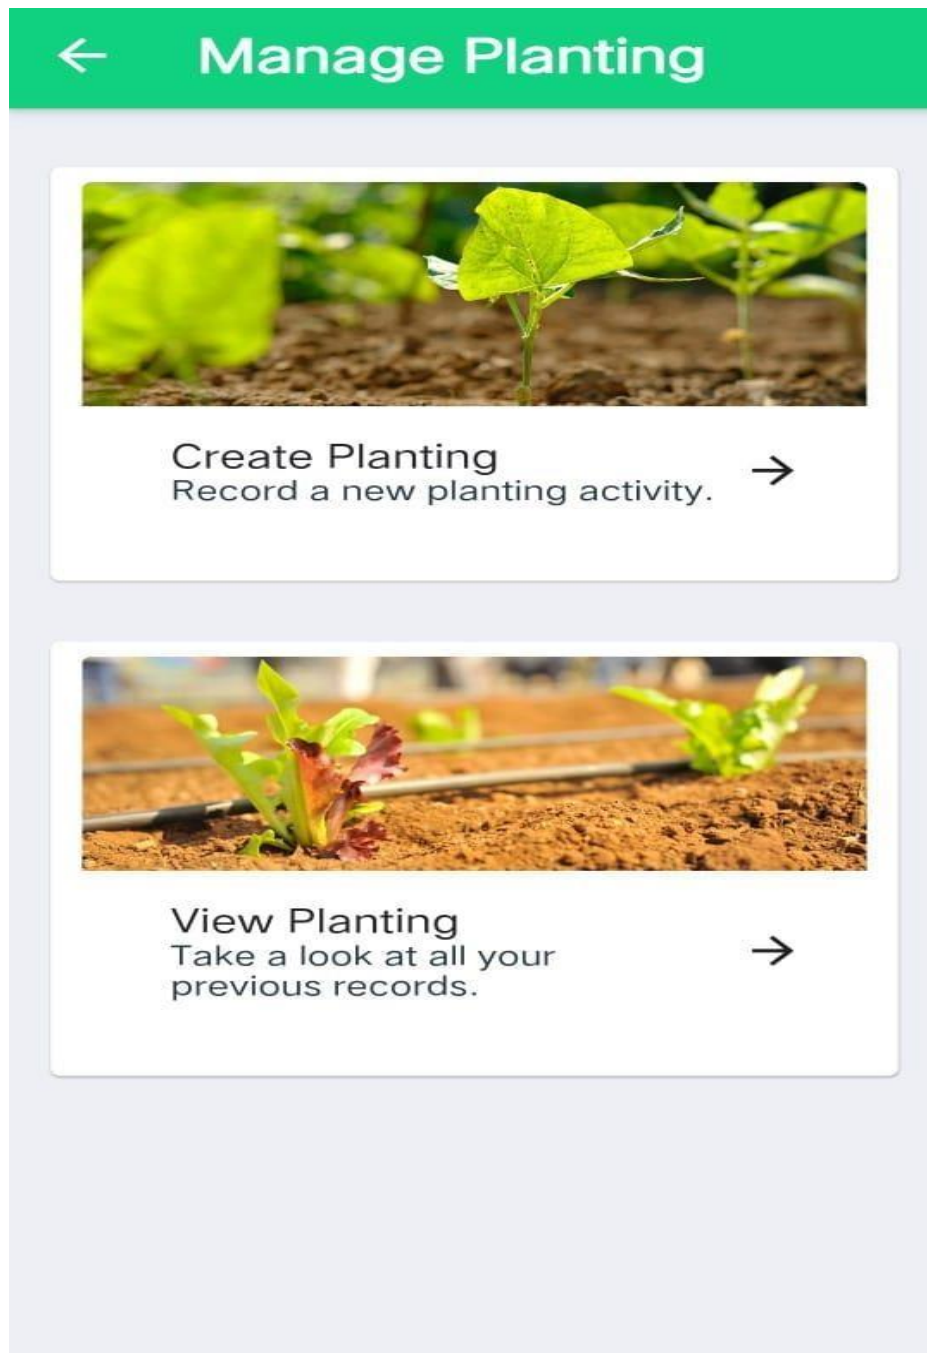 Manage Planting
Create Planting
Record a new planting activity.
View Planting
Take a look at all your
previous records.